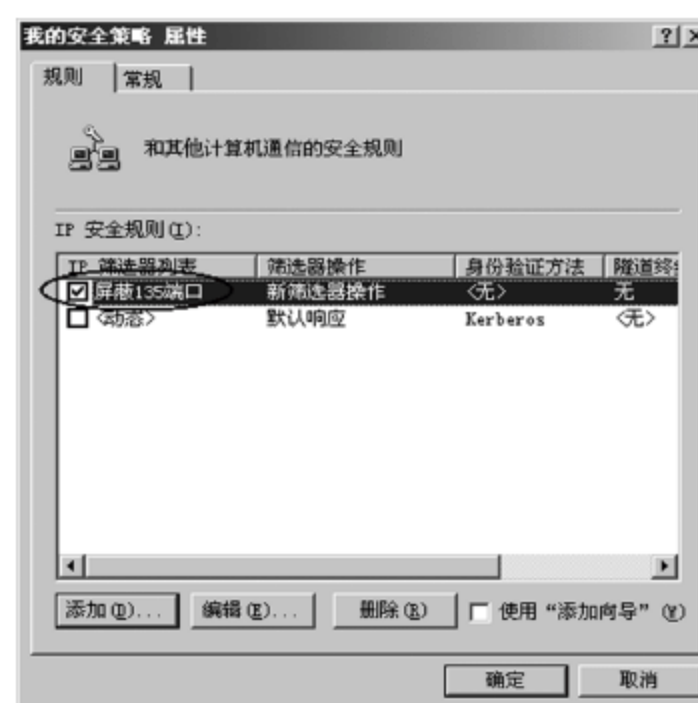 我的安全策略 属性
规则 常规
和其他计算机通信的安全规则
IP 安全规则(I):
IP 筛选器列表 筛选器操作 身份验证方法 隧道终
屏蔽135端口 新筛选器操作 <无> 无
<动态> 默认响应 Kerberos <无>
添加(D)... 编辑(E)... 删除(R) 使用“添加向导”(W)
确定 取消